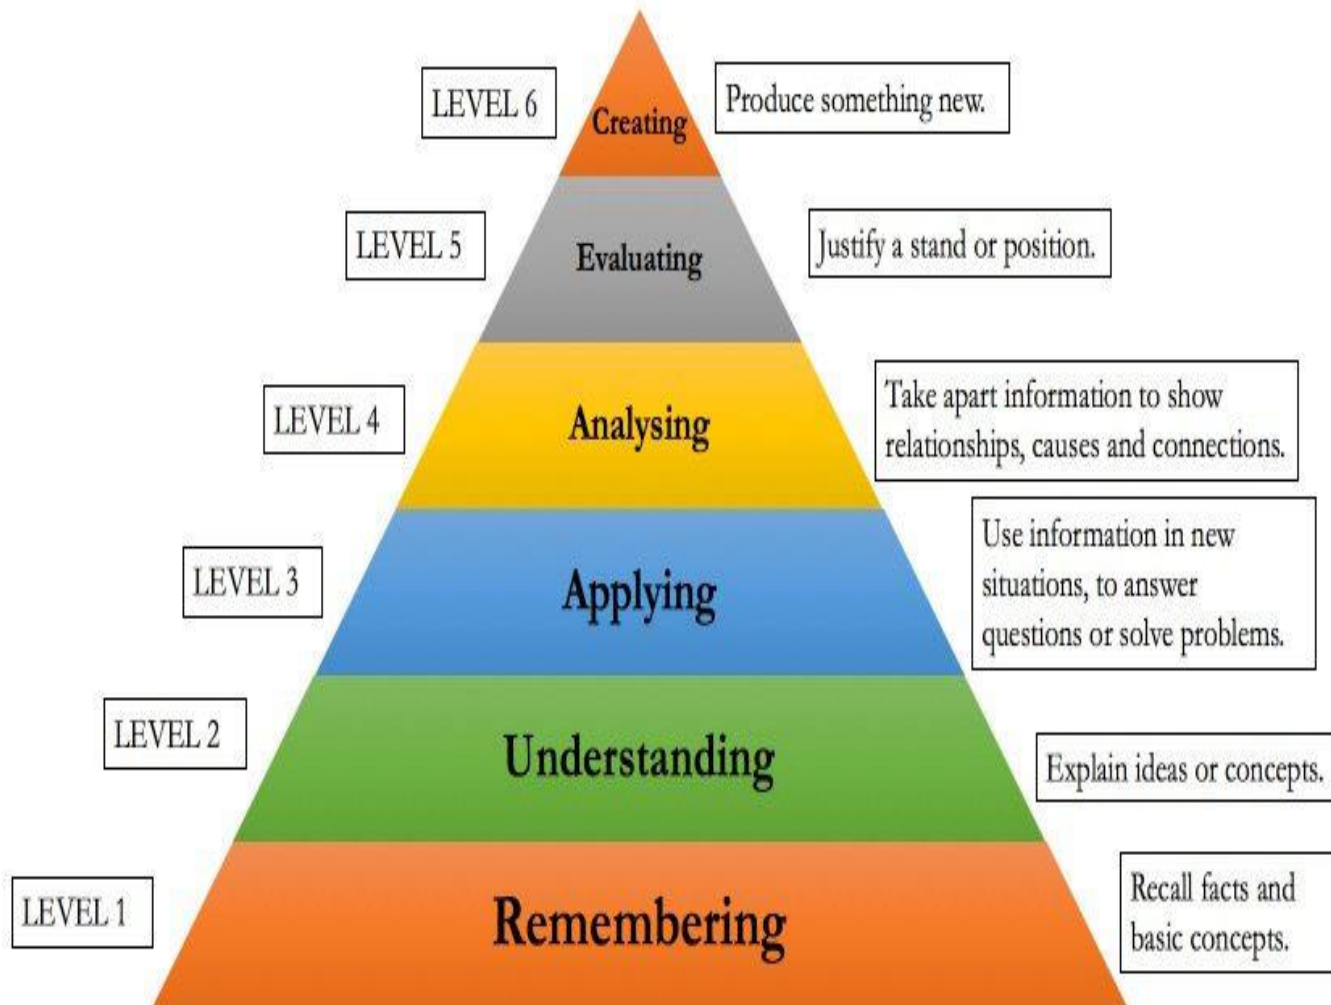 LEVEL 6
Creating
Produce something new.
LEVEL 5
Evaluating
Justify a stand or position.
LEVEL 4
Analysing
Take apart information to show
relationships, causes and connections.
LEVEL 3
Applying
Use information in new
situations, to answer
questions or solve problems.
LEVEL 2
Understanding
Explain ideas or concepts.
LEVEL 1
Remembering
Recall facts and
basic concepts.